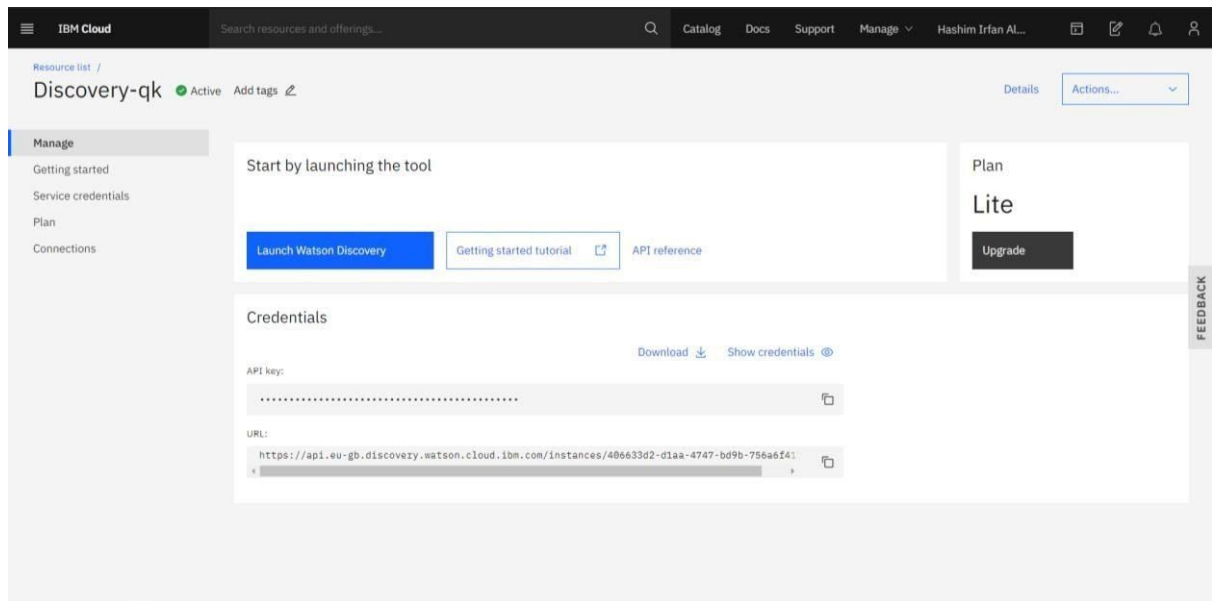 IBM Cloud
Search resources and offerings...
Catalog
Docs
Support
Manage
Hashim Irfan Al...
Resource list /
Discovery-qk
Active
Add tags
Details
Actions...
Manage
Getting started
Service credentials
Plan
Connections
Start by launching the tool
Launch Watson Discovery
Getting started tutorial
API reference
Plan
Lite
Upgrade
FEEDBACK
Credentials
Download
Show credentials
API key:
............................................
URL:
https://api.eu-gb.discovery.watson.cloud.ibm.com/instances/406633d2-d1aa-4747-bd9b-756a6f41